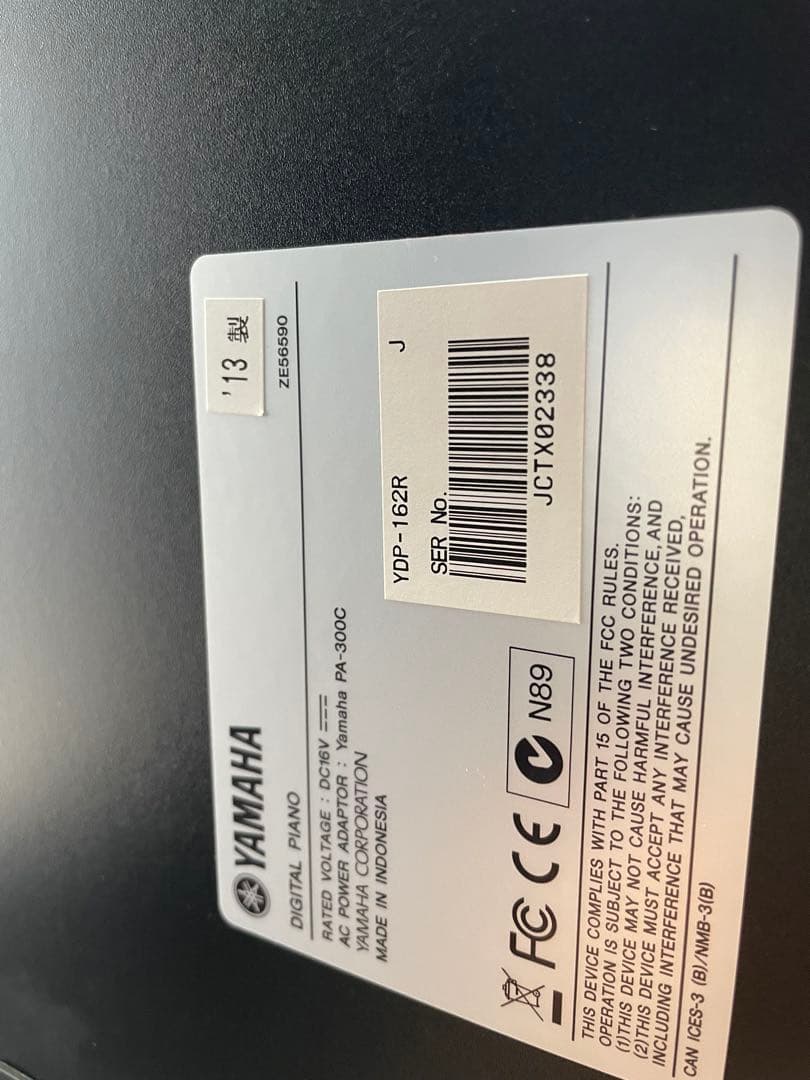 YAMAHA
'13 製
DIGITAL PIANO
ZE56590
RATED VOLTAGE : DC16V
AC POWER ADAPTOR : Yamaha PA-300C
YAMAHA CORPORATION
MADE IN INDONESIA
YDP-162R J
SER No.
JCTX02338
FC CE N89
THIS DEVICE COMPLIES WITH PART 15 OF THE FCC RULES.
OPERATION IS SUBJECT TO THE FOLLOWING TWO CONDITIONS:
(1)THIS DEVICE MAY NOT CAUSE HARMFUL INTERFERENCE, AND
(2)THIS DEVICE MUST ACCEPT ANY INTERFERENCE RECEIVED,
INCLUDING INTERFERENCE THAT MAY CAUSE UNDESIRED OPERATION.
CAN ICES-3 (B)/NMB-3(B)